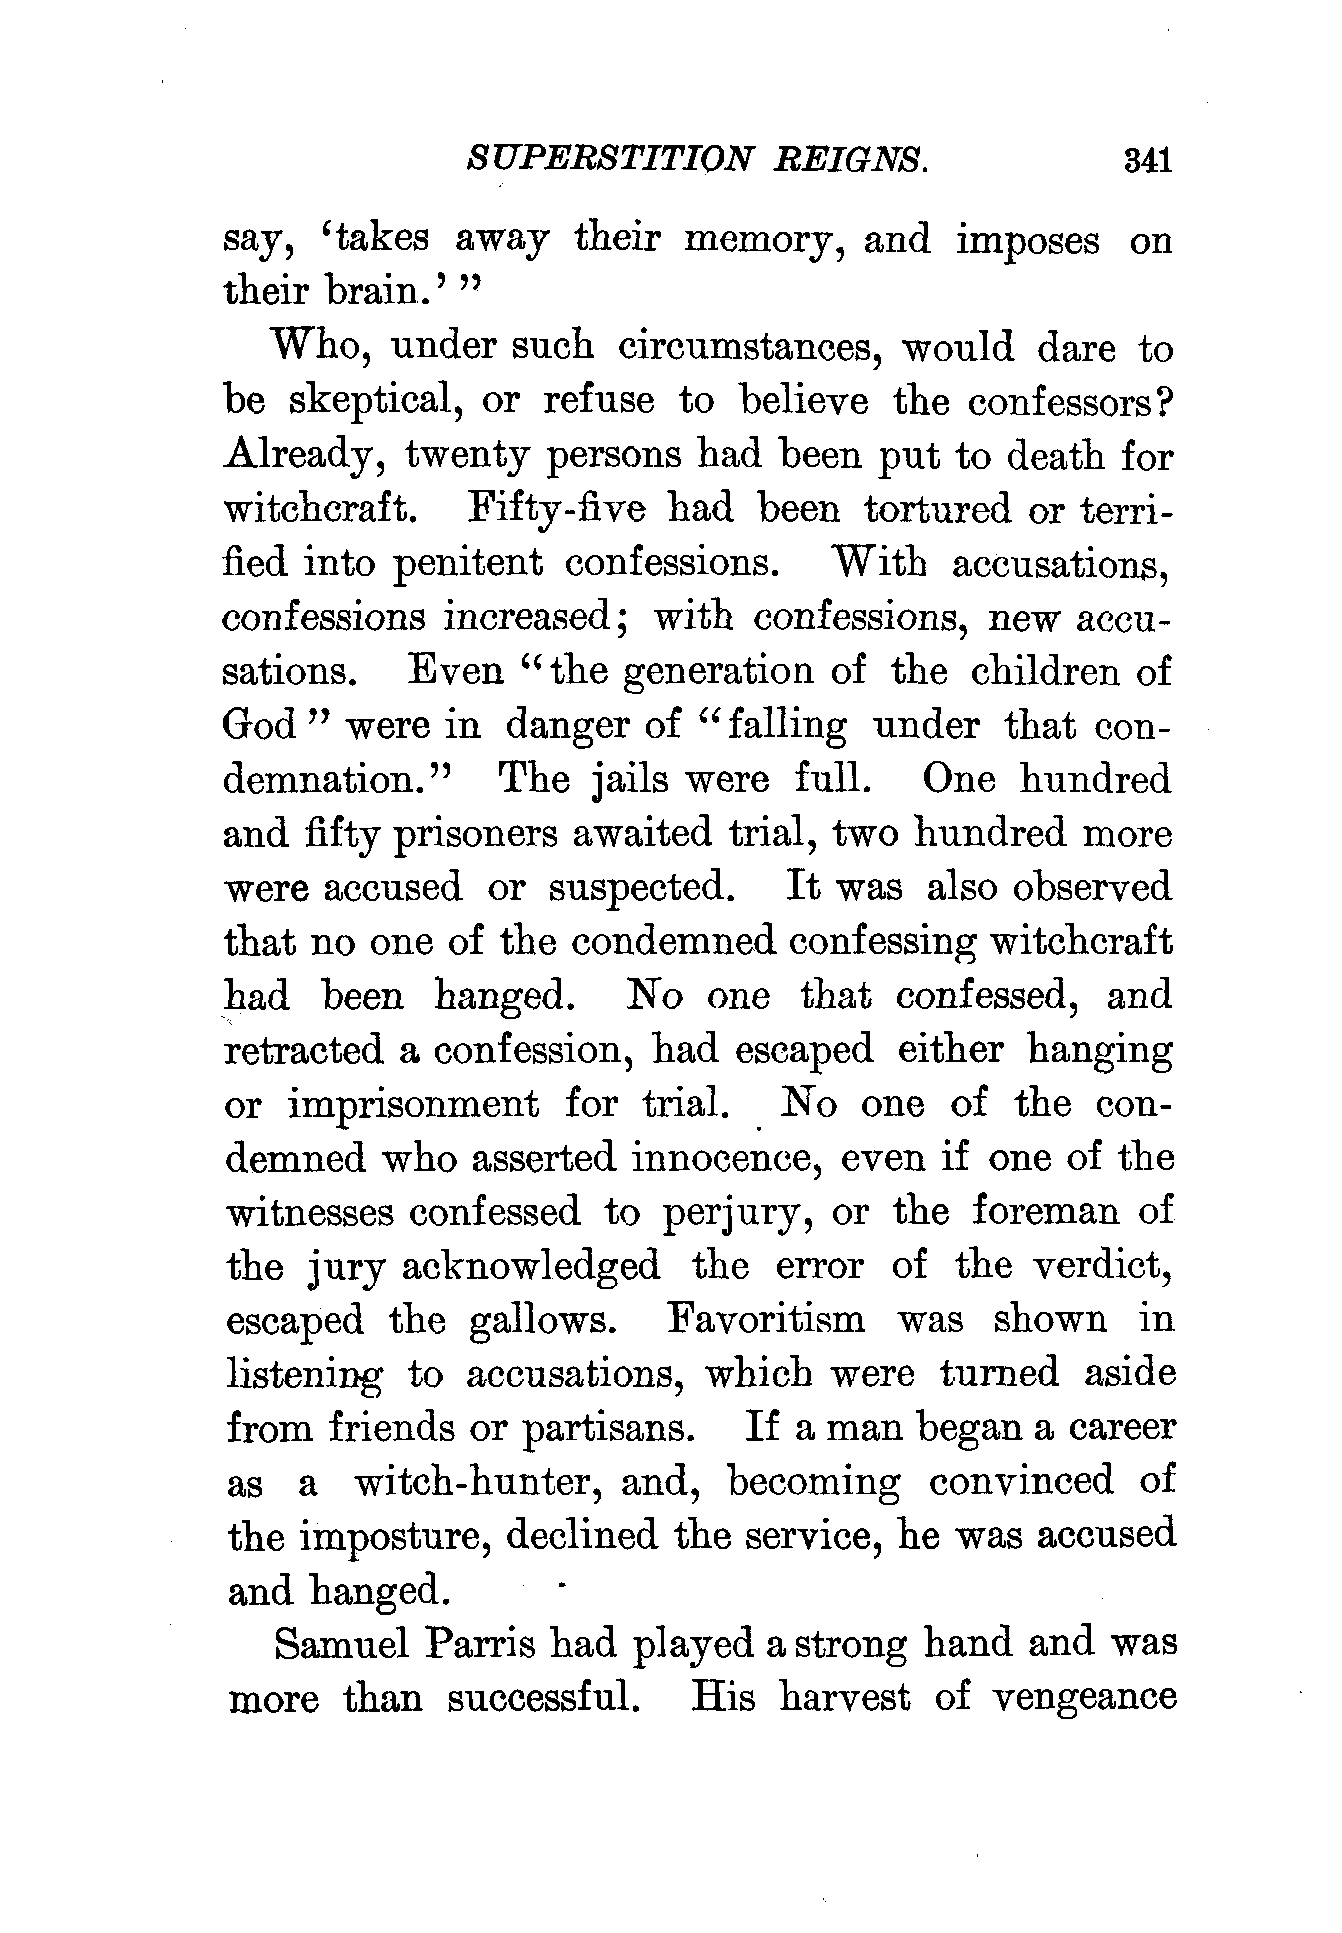 SUPERSTITION REIGNS. 341
say, 'takes away their memory, and imposes on
their brain.' "
Who, under such circumstances, would dare to
be skeptical, or refuse to believe the confessors?
Already, twenty persons had been put to death for
witchcraft. Fifty-five had been tortured or terri-
fied into penitent confessions. With accusations,
confessions increased; with confessions, new accu-
sations. Even "the generation of the children of
God" were in danger of "falling under that con-
demnation." The jails were full. One hundred
and fifty prisoners awaited trial, two hundred more
were accused or suspected. It was also observed
that no one of the condemned confessing witchcraft
had been hanged. No one that confessed, and
retracted a confession, had escaped either hanging
or imprisonment for trial. No one of the con-
demned who asserted innocence, even if one of the
witnesses confessed to perjury, or the foreman of
the jury acknowledged the error of the verdict,
escaped the gallows. Favoritism was shown in
listening to accusations, which were turned aside
from friends or partisans. If a man began a career
as a witch-hunter, and, becoming convinced of
the imposture, declined the service, he was accused
and hanged.
Samuel Parris had played a strong hand and was
more than successful. His harvest of vengeance